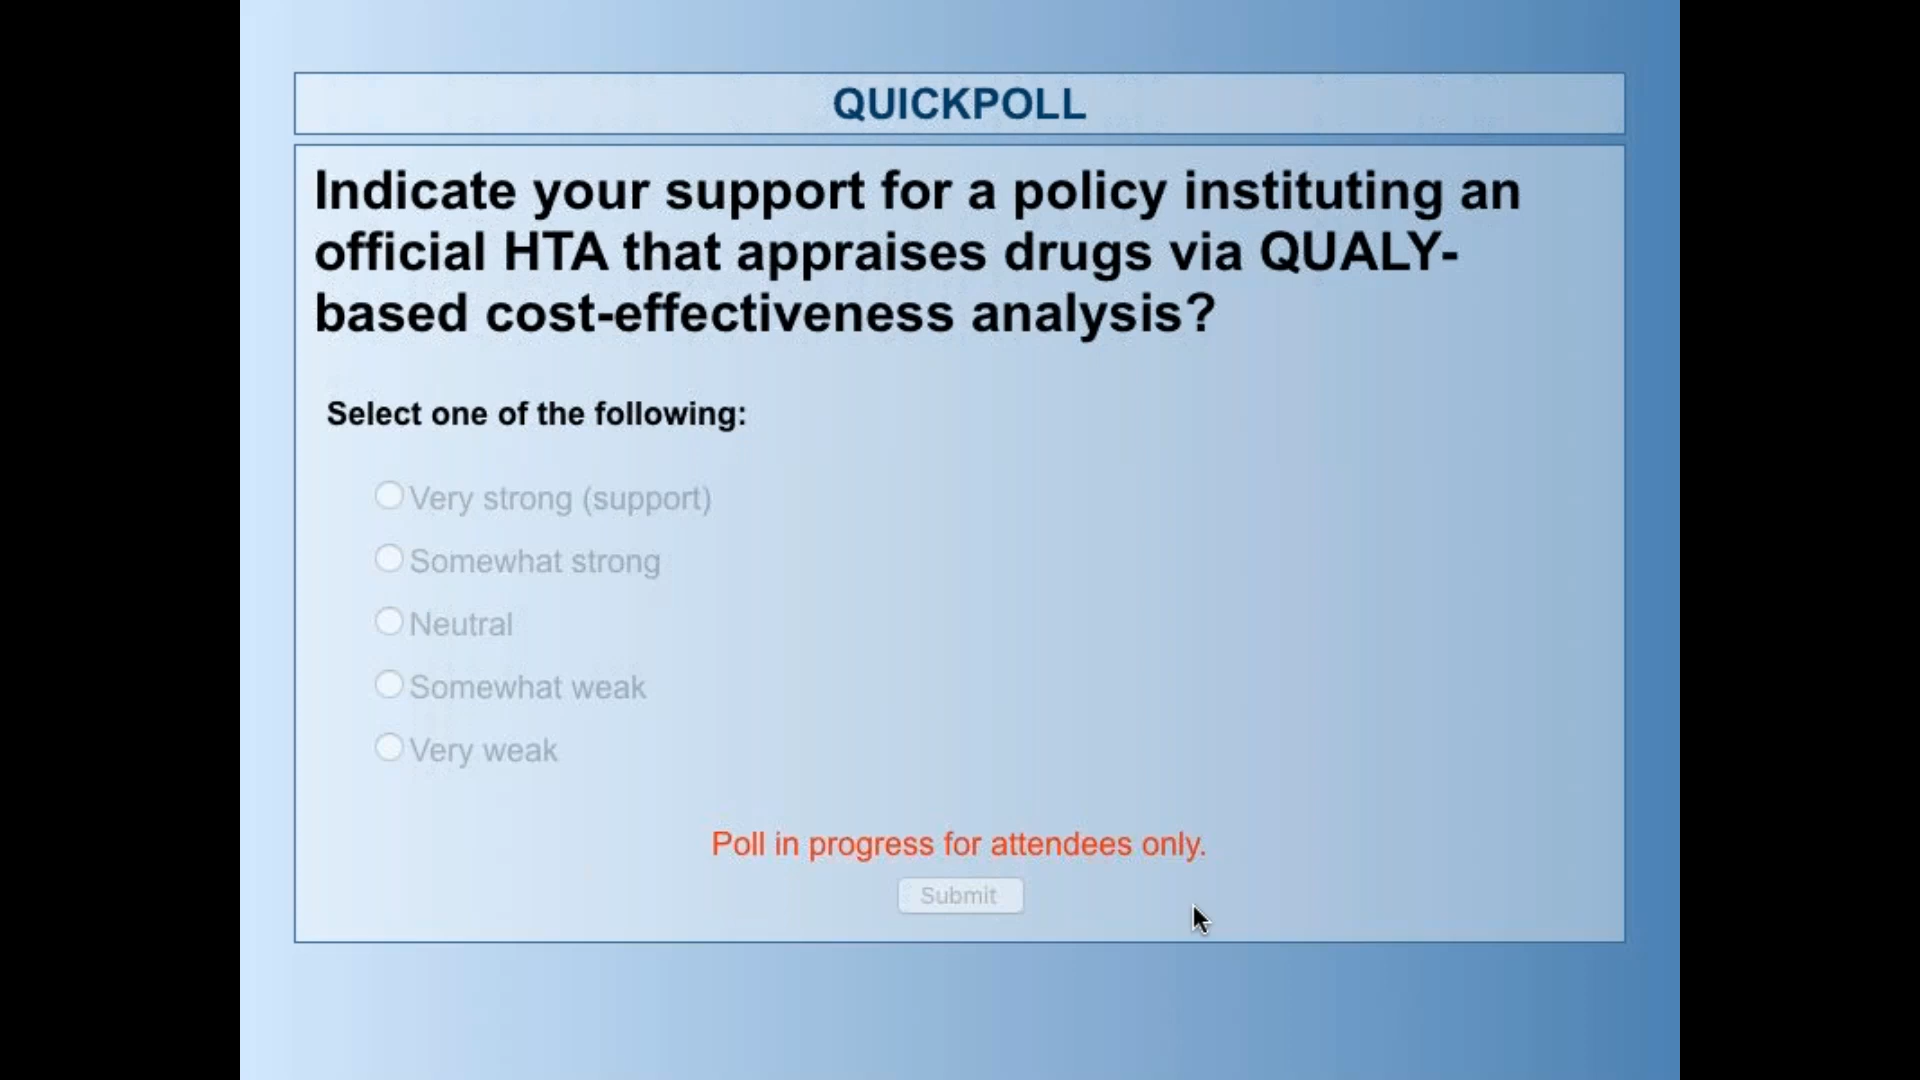 QUICKPOLL
Indicate your support for a policy instituting an
official HTA that appraises drugs via QUALY-
based cost-effectiveness analysis?
Select one of the following:
Very strong (support)
Somewhat strong
Neutral
Somewhat weak
Very weak
Poll in progress for attendees only.
Submit